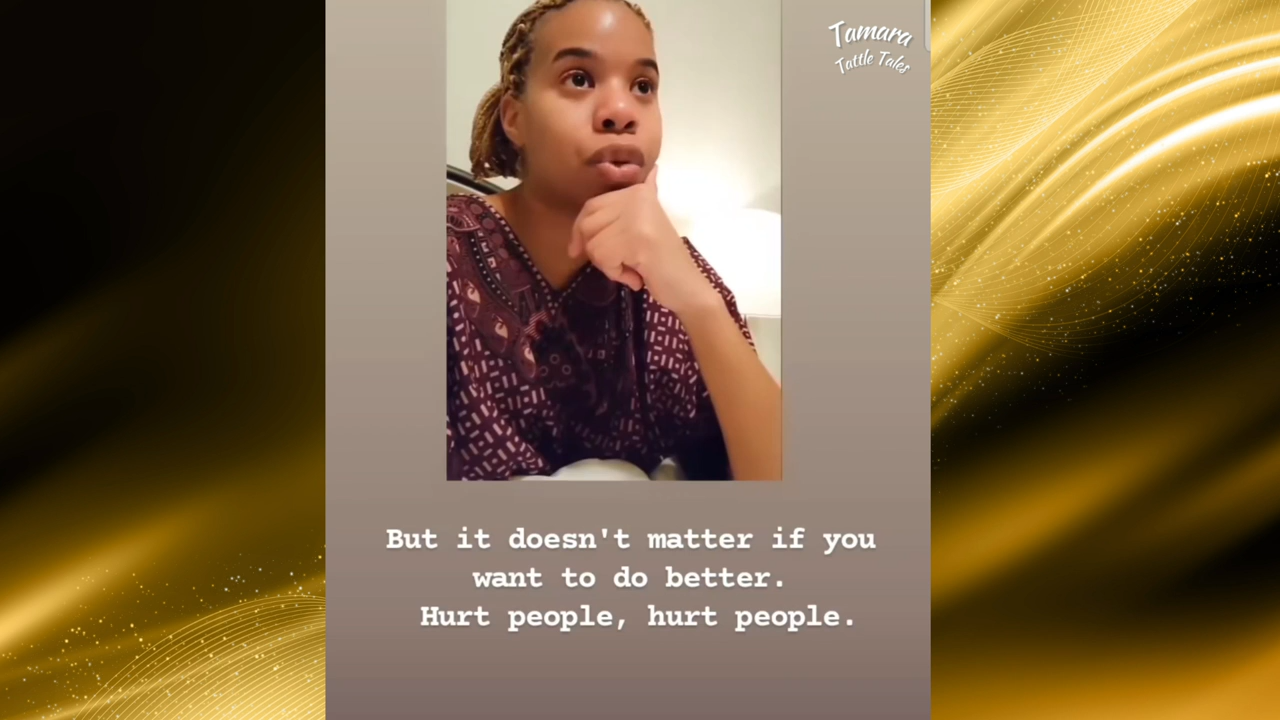 Tamara
Tattle Tales
But it doesn't matter if you
want to do better.
Hurt people, hurt people.